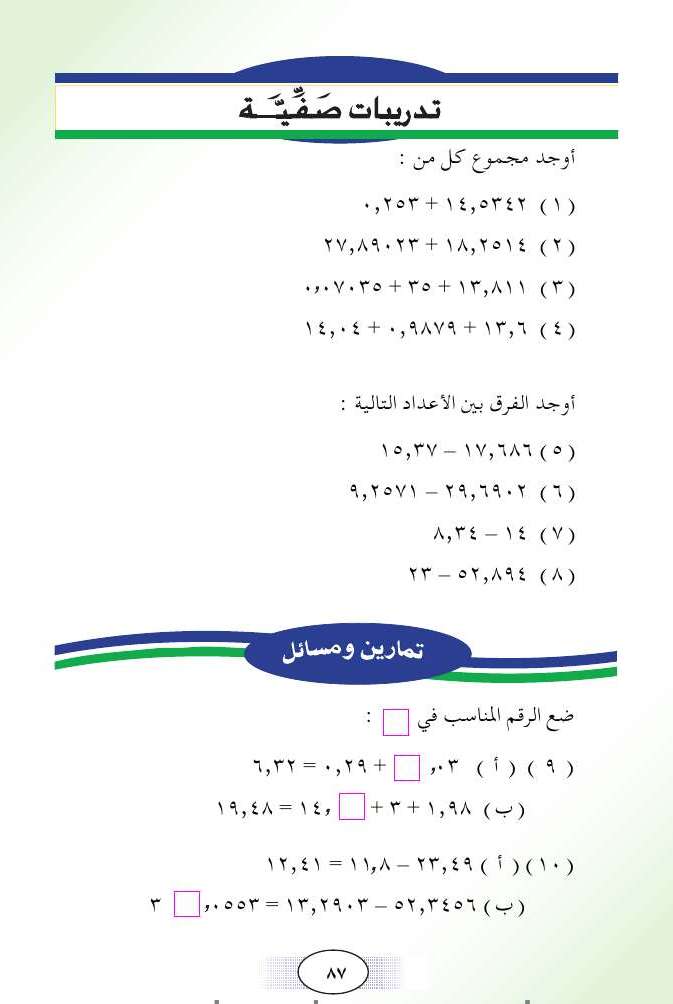 تدريبات صَفِّيَّـة
أوجد مجموع كل من :
(١) ١٤,٥٣٤٢ + ٠,٢٥٣
(٢) ١٨,٢٥١٤ + ٢٧,٨٩٠٢٣
(٣) ١٣,٨١١ + ٣٥ + ٠,٠٧٠٣٥
(٤) ١٣,٦ + ٠,٩٨٧٩ + ١٤,٠٤
أوجد الفرق بين الأعداد التالية :
(٥) ١٧,٦٨٦ – ١٥,٣٧
(٦) ٢٩,٦٩٠٢ – ٩,٢٥٧١
(٧) ١٤ – ٨,٣٤
(٨) ٥٢,٨٩٤ – ٢٣
تمارين ومسائل
ضع الرقم المناسب في □ :
(٩) (أ) □,٠٣ + ٠,٢٩ = ٦,٣٢
(ب) ١,٩٨ + ٣ + ١٤,□ = ١٩,٤٨
(١٠) (أ) ٢٣,٤٩ – ١١,٨ = ١٢,٤١
(ب) ٥٢,٣٤٥٦ – ١٣,٢٩٠٣ = ٣□,٠٥٥٣
٨٧